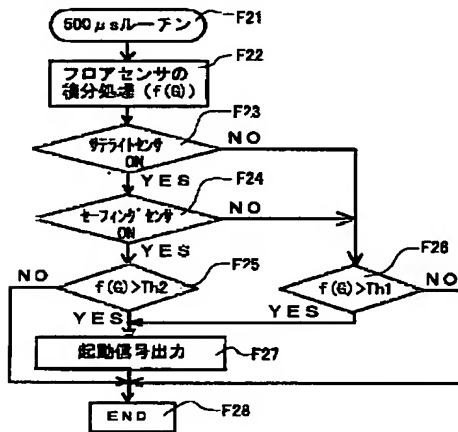 500μsルーチン
F21
フロアセンサの
積分処理 (f(G))
F22
サテライトセンサ
ON
F23
NO
YES
セーフィングセンサ
ON
F24
NO
YES
f(G)>Th2
F25
NO
YES
f(G)>Th1
F26
NO
YES
起動信号出力
F27
END
F28